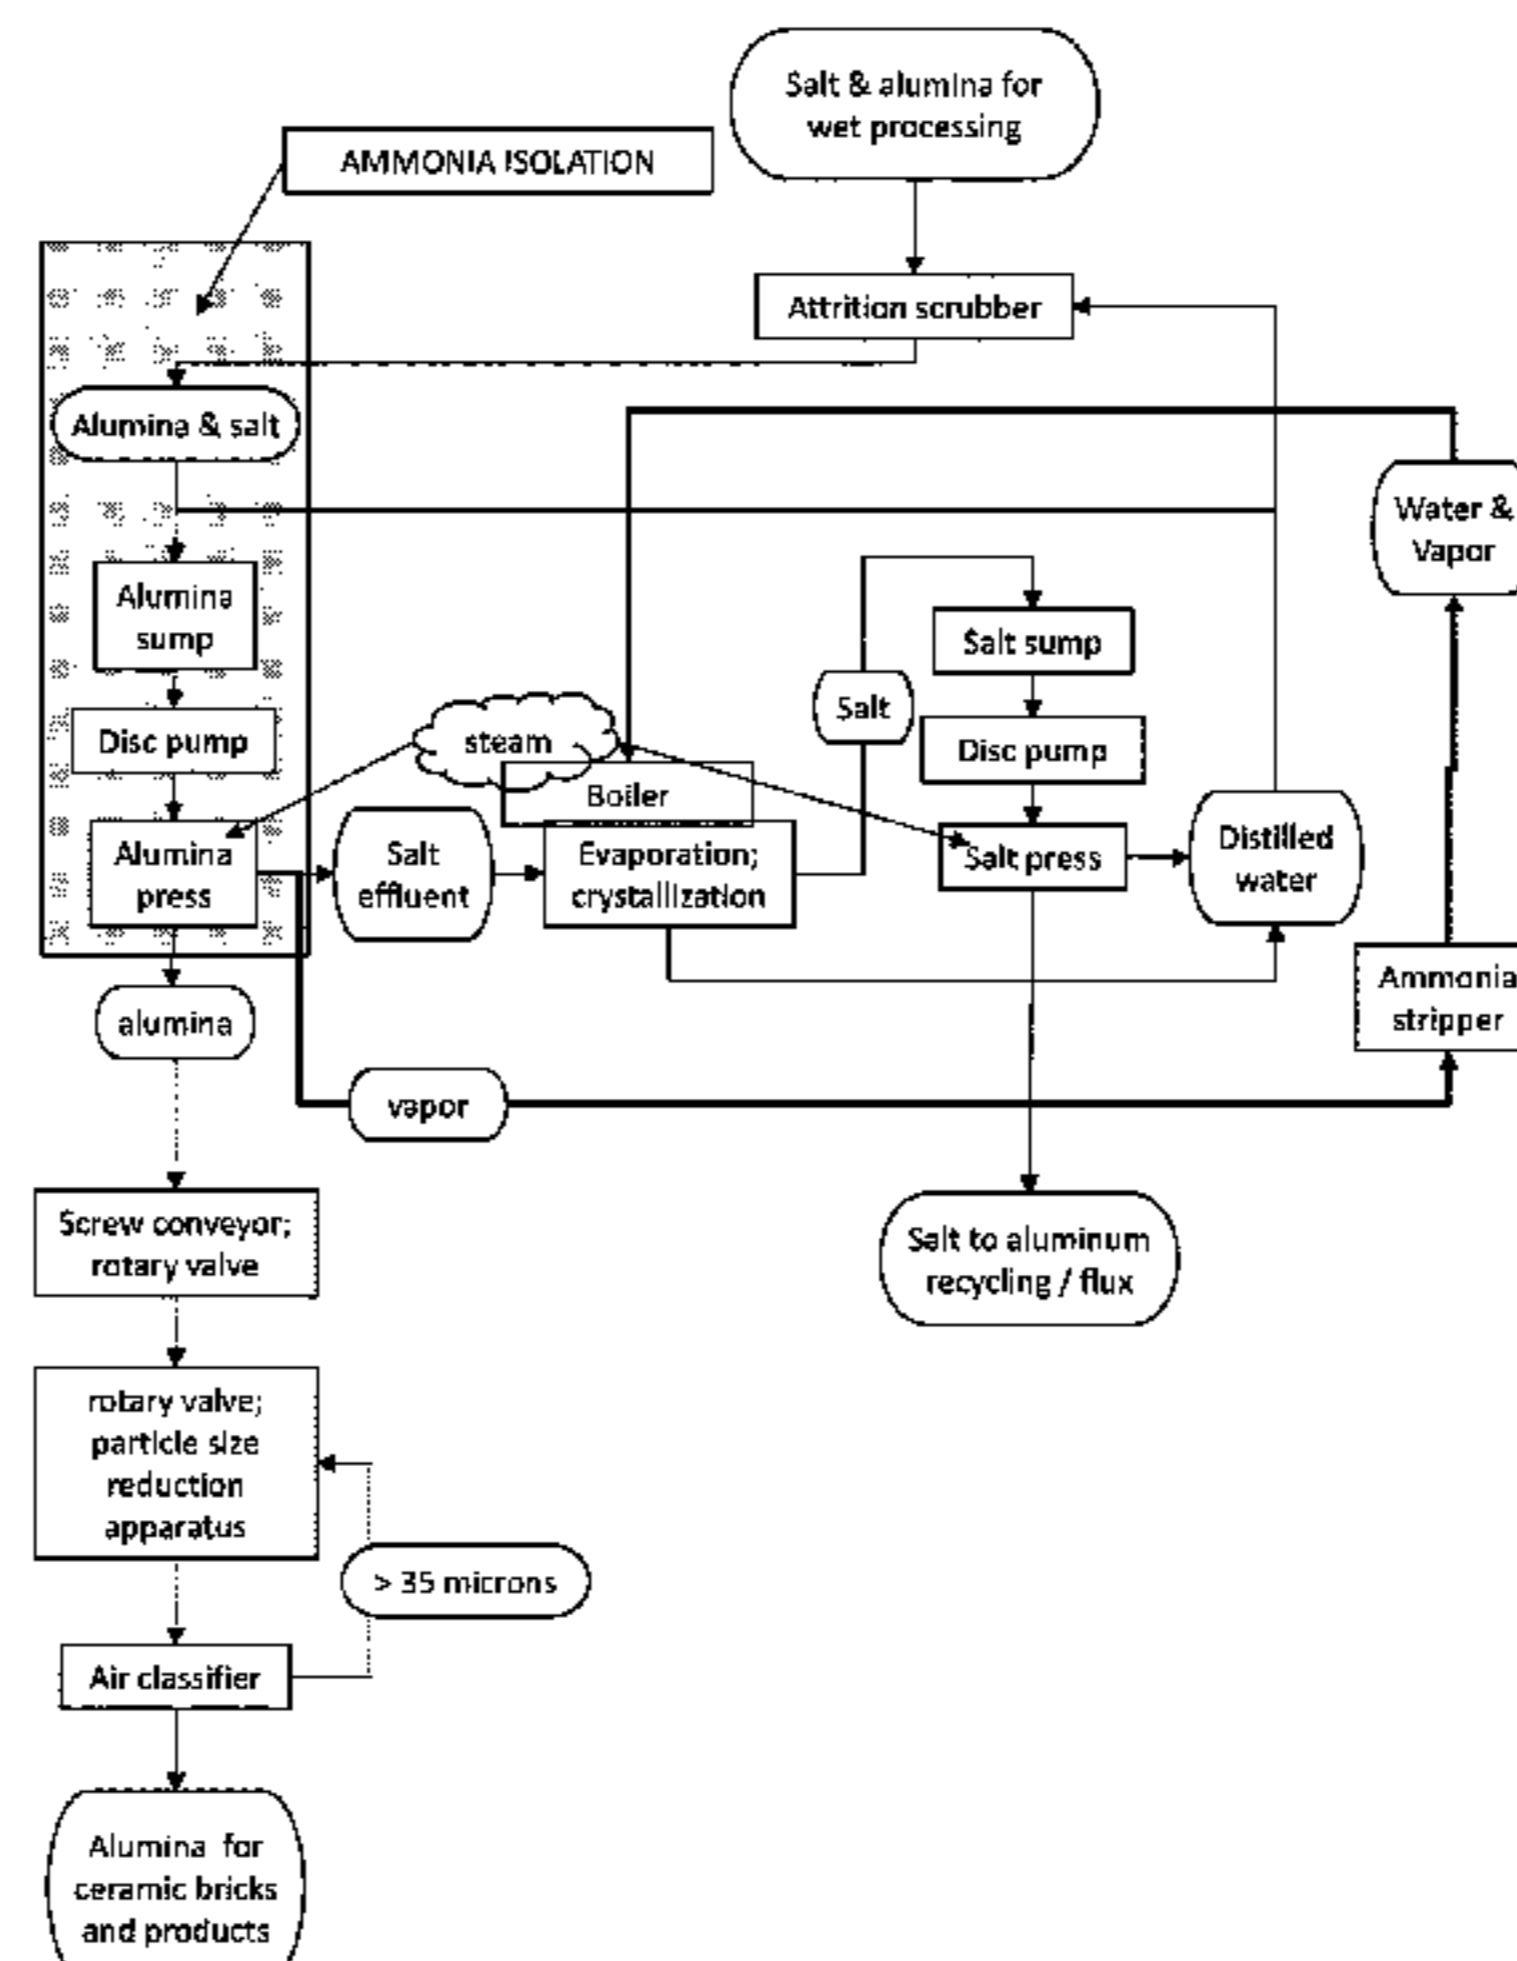 Salt & alumina for
wet processing
AMMONIA ISOLATION
Attrition scrubber
Alumina & salt
Water &
Vapor
Alumina
sump
Salt sump
Salt
steam
Disc pump
Disc pump
Boiler
Alumina
press
Salt
effluent
Evaporation;
crystallization
Salt press
Distilled
water
Ammonia
stripper
alumina
vapor
Screw conveyor;
rotary valve
Salt to aluminum
recycling / flux
rotary valve;
particle size
reduction
apparatus
> 35 microns
Air classifier
Alumina for
ceramic bricks
and products